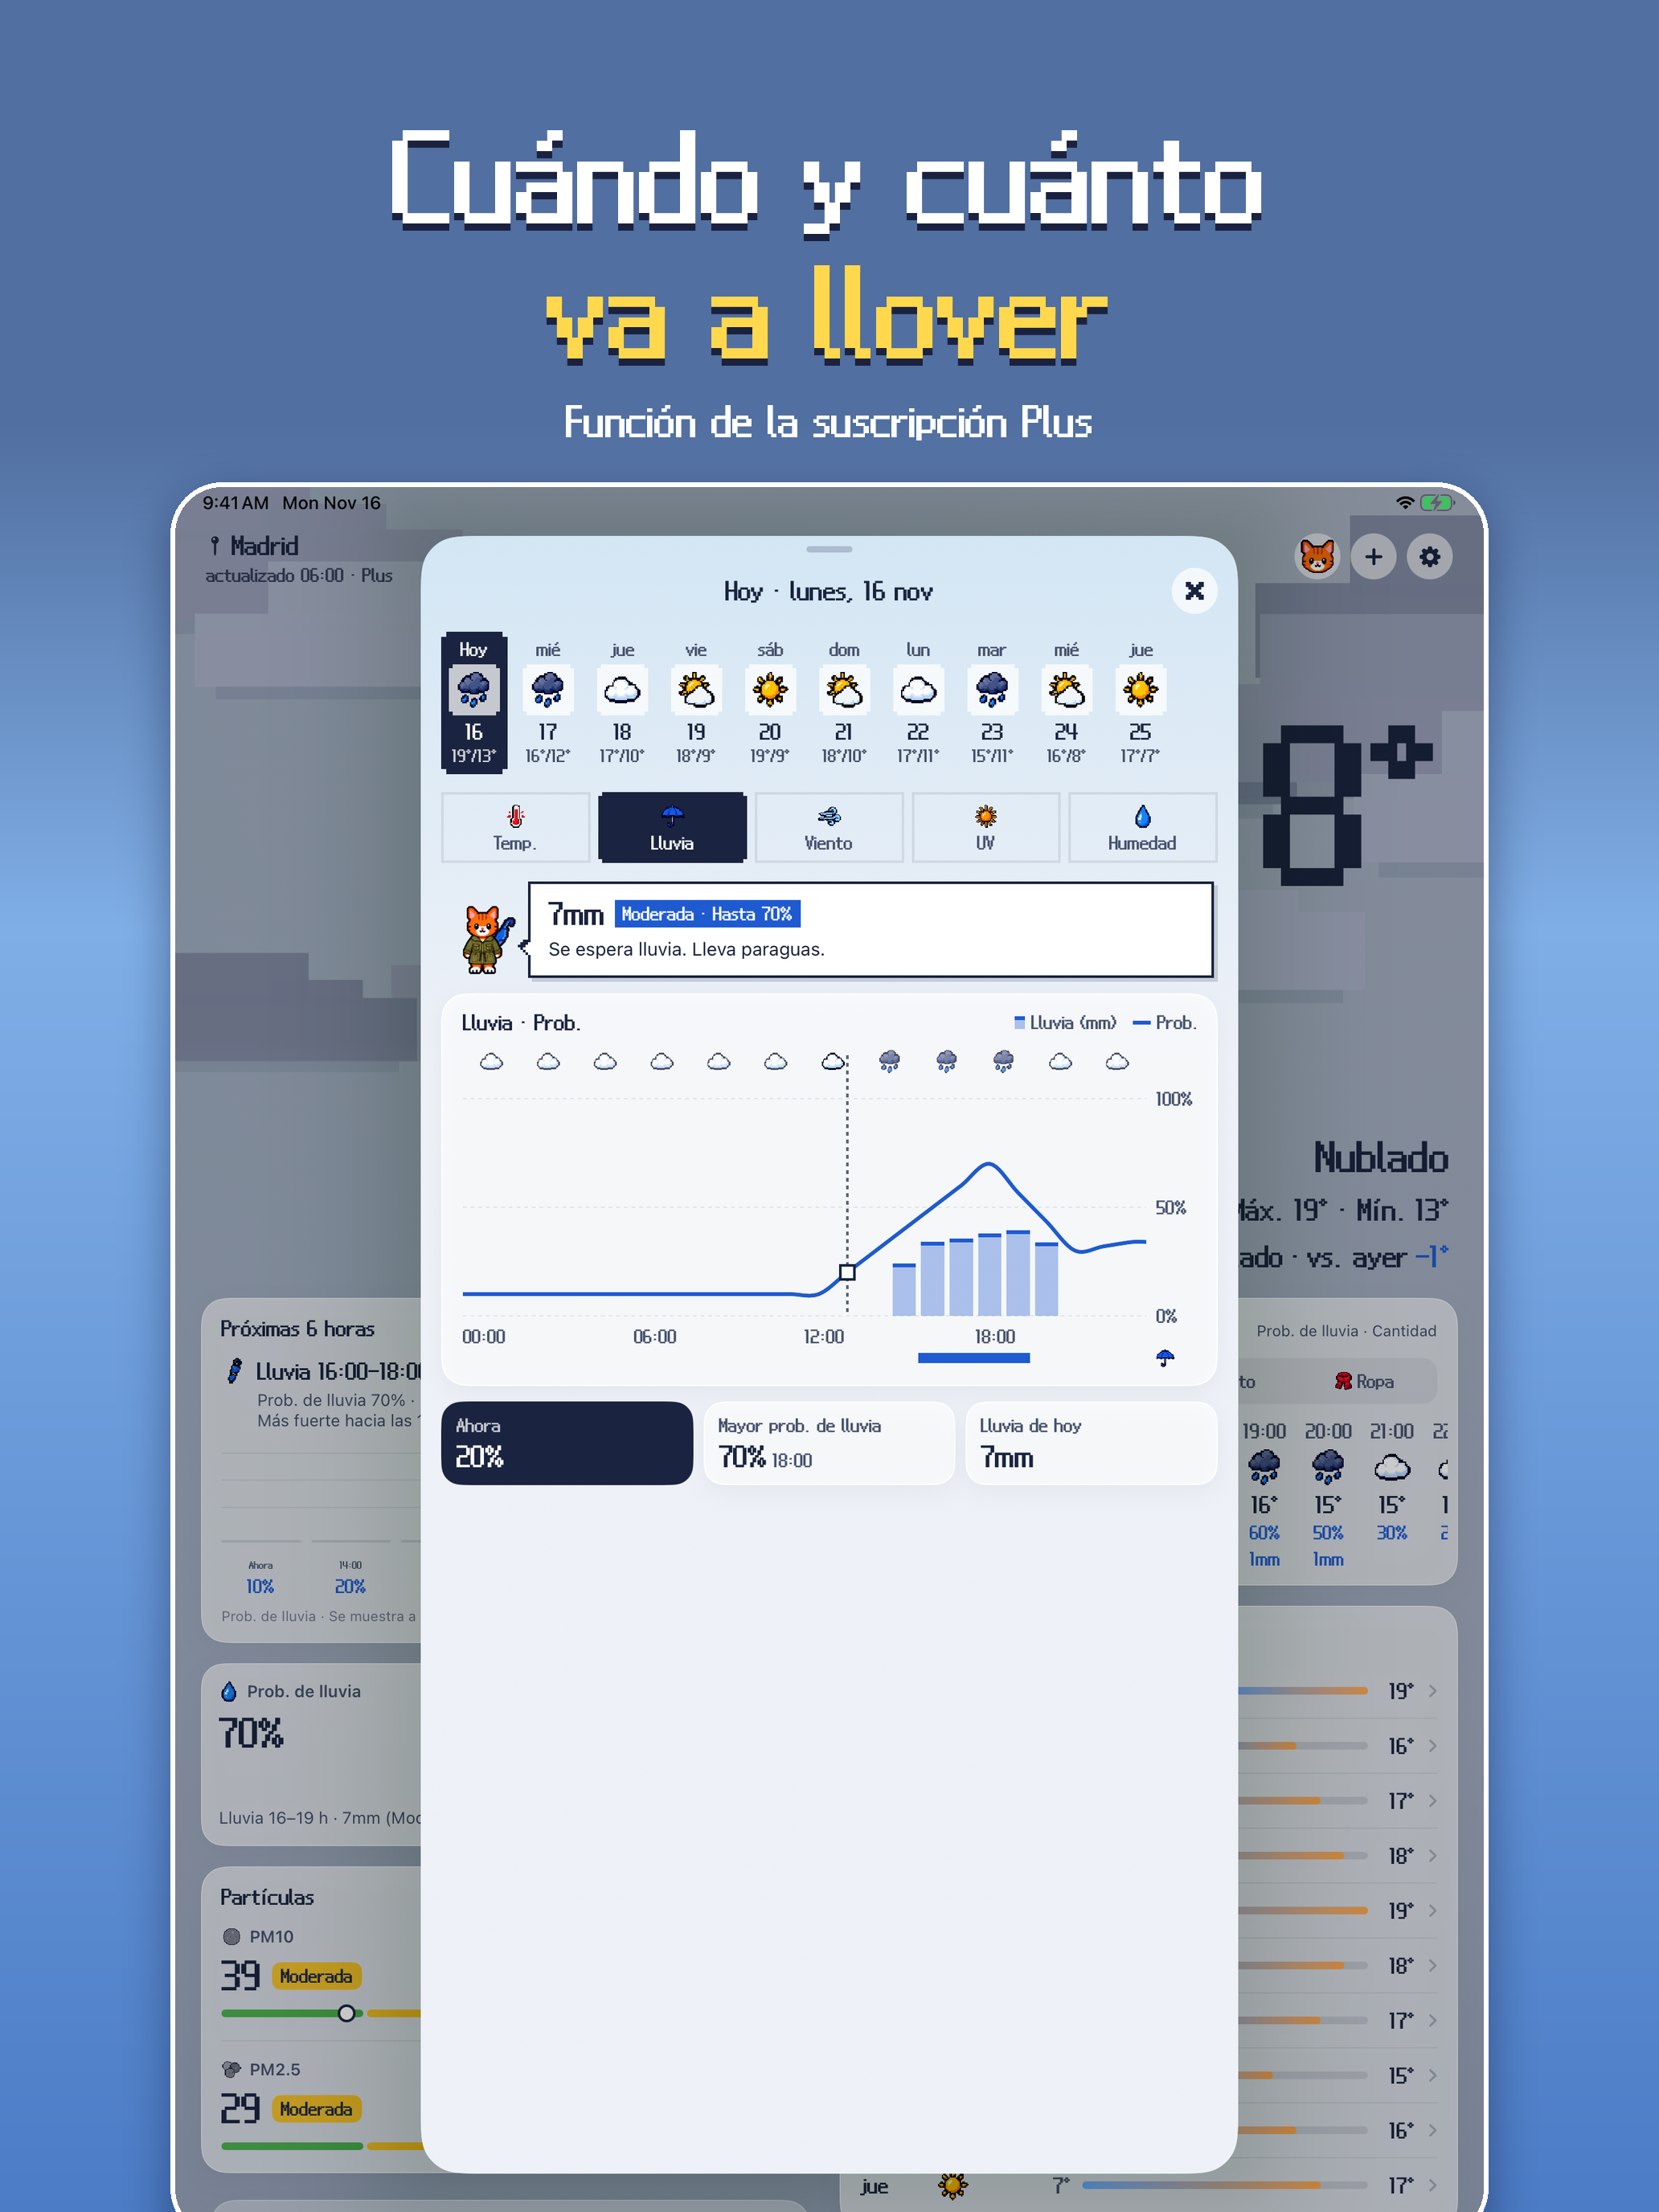 Cuándo y cuánto
va a llover
Función de la suscripción Plus
9:41 AM Mon Nov 16
Madrid
actualizado 06:00 · Plus
Hoy · lunes, 16 nov
Hoy mié jue vie sáb dom lun mar mié jue
16 17 18 19 20 21 22 23 24 25
19°/13° 16°/12° 17°/10° 18°/9° 19°/9° 18°/10° 17°/11° 15°/11° 16°/8° 17°/7°
Temp. Lluvia Viento UV Humedad
7mm Moderada · Hasta 70%
Se espera lluvia. Lleva paraguas.
Lluvia · Prob. Lluvia (mm) Prob.
100%
50%
0%
00:00 06:00 12:00 18:00
Ahora
20%
Mayor prob. de lluvia
70% 18:00
Lluvia de hoy
7mm
8°
Nublado
Máx. 19° · Mín. 13°
· vs. ayer -1°
Próximas 6 horas
Lluvia 16:00-18:00
Prob. de lluvia 70% ·
Más fuerte hacia las
Ahora 14:00
10% 20%
Prob. de lluvia · Se muestra a
Prob. de lluvia
70%
Lluvia 16–19 h · 7mm
Partículas
PM10
39 Moderada
PM2.5
29 Moderada
Prob. de lluvia · Cantidad
Ropa
19:00 20:00 21:00
16° 15° 15°
60% 50% 30%
1mm 1mm
19°
16°
17°
18°
19°
18°
17°
15°
16°
jue 7° 17°